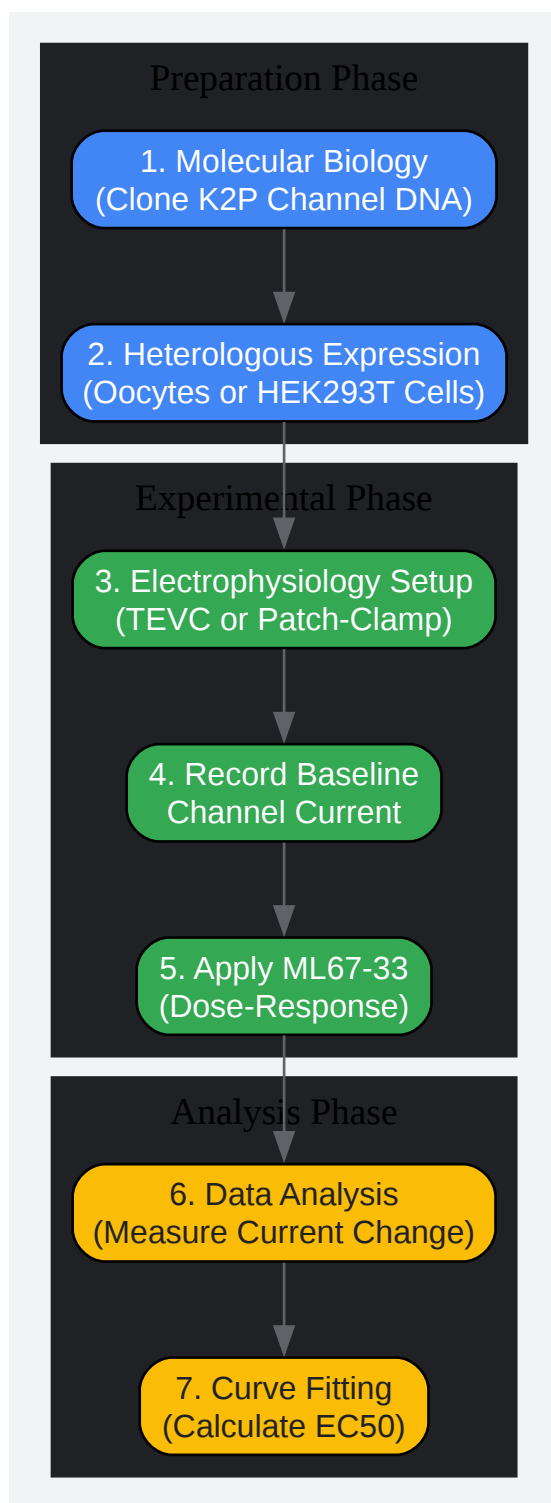 Preparation Phase
1. Molecular Biology
(Clone K2P Channel DNA)
2. Heterologous Expression
(Oocytes or HEK293T Cells)
Experimental Phase
3. Electrophysiology Setup
(TEVC or Patch-Clamp)
4. Record Baseline
Channel Current
5. Apply ML67-33
(Dose-Response)
Analysis Phase
6. Data Analysis
(Measure Current Change)
7. Curve Fitting
(Calculate EC50)